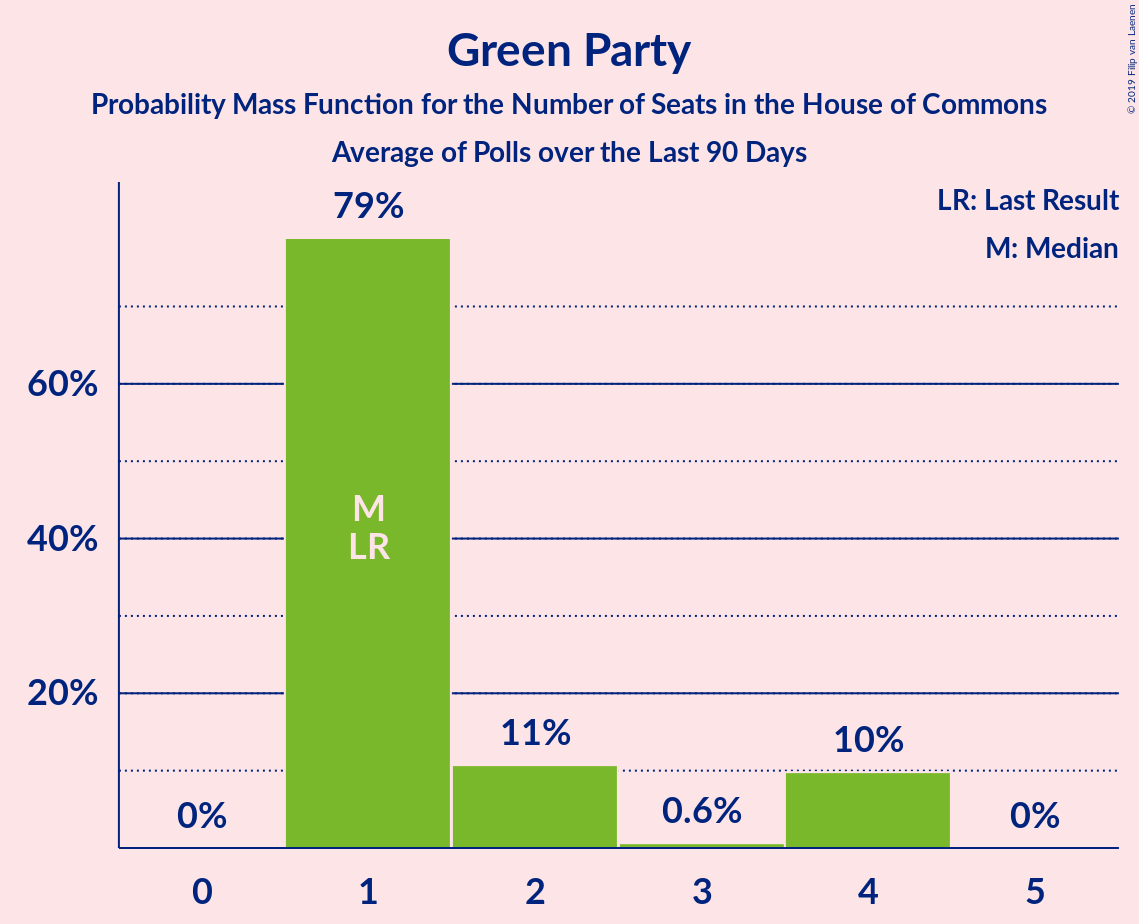 Green Party
Probability Mass Function for the Number of Seats in the House of Commons
Average of Polls over the Last 90 Days
© 2019 Filip van Laenen
LR: Last Result
M: Median
79%
60%
40%
20%
M
LR
0%
11%
0.6%
10%
0%
0 1 2 3 4 5